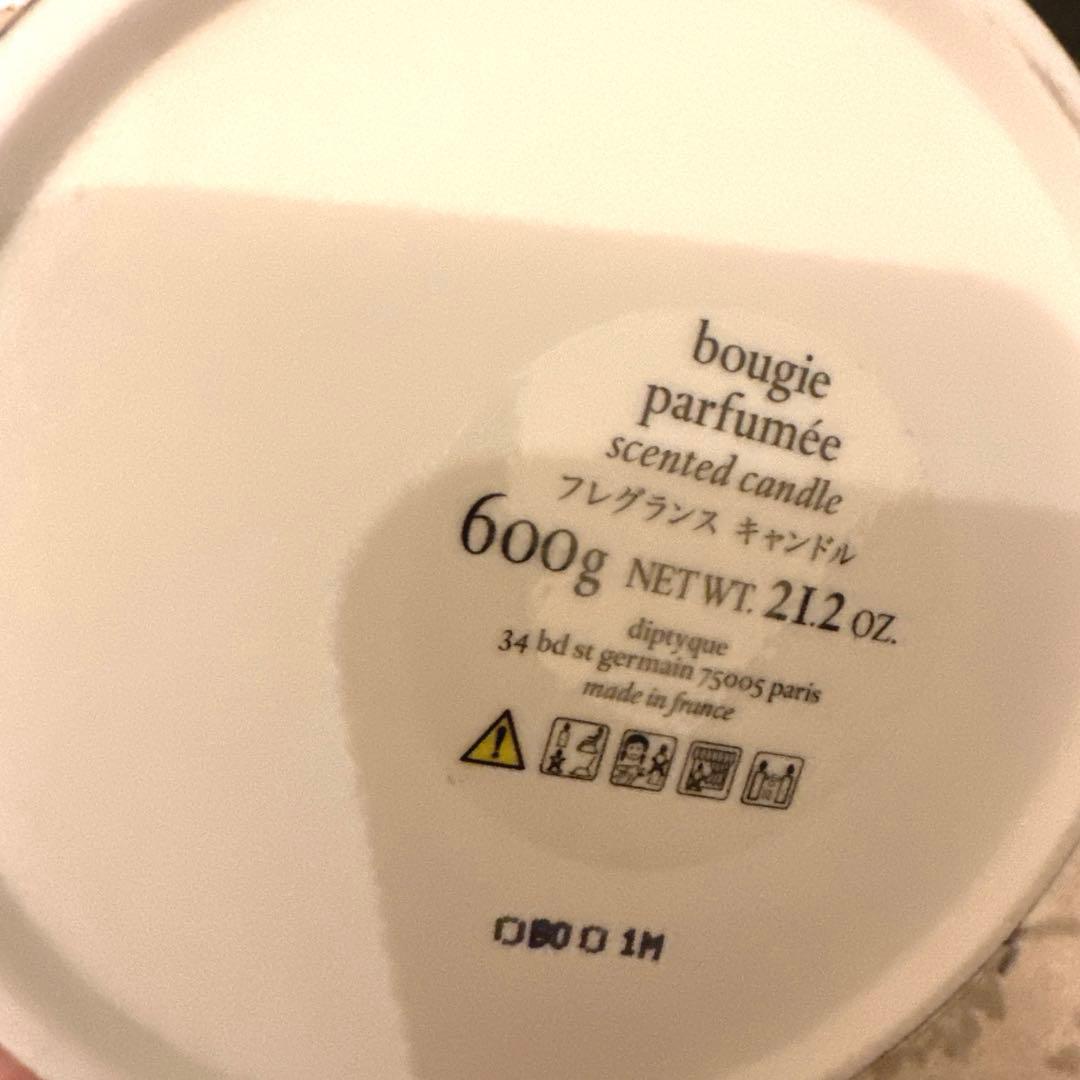 bougie
parfumée
scented candle
フレグランス キャンドル
600g NET WT. 21.2 OZ.
diptyque
34 bd st germain 75005 paris
made in france
1M